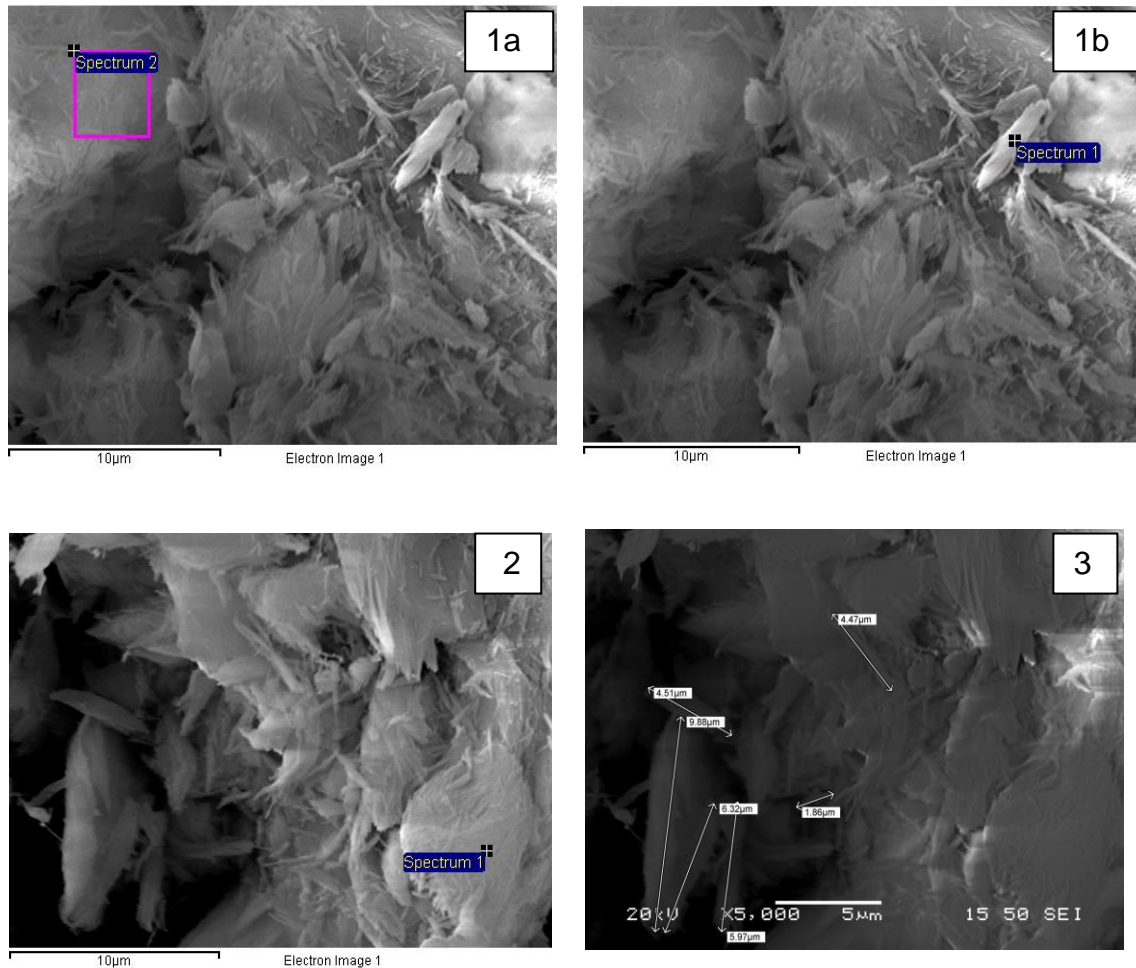 1a
Spectrum 2
10µm Electron Image 1
1b
Spectrum 1
10µm Electron Image 1
2
Spectrum 1
10µm Electron Image 1
3
4.47µm
4.51µm
9.88µm
6.32µm
1.86µm
5.97µm
20kV X5,000 5µm 15 50 SEI